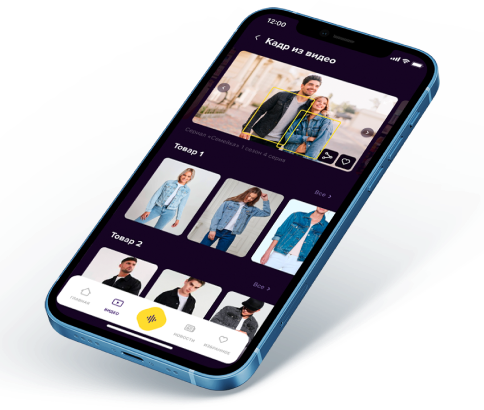 12:00
Кадр из видео
Сериал «Семейка» 1 сезон 4 серия
Товар 1
Все
Товар 2
Все
ГЛАВНАЯ
ВИДЕО
НОВОСТИ
ИЗБРАННОЕ